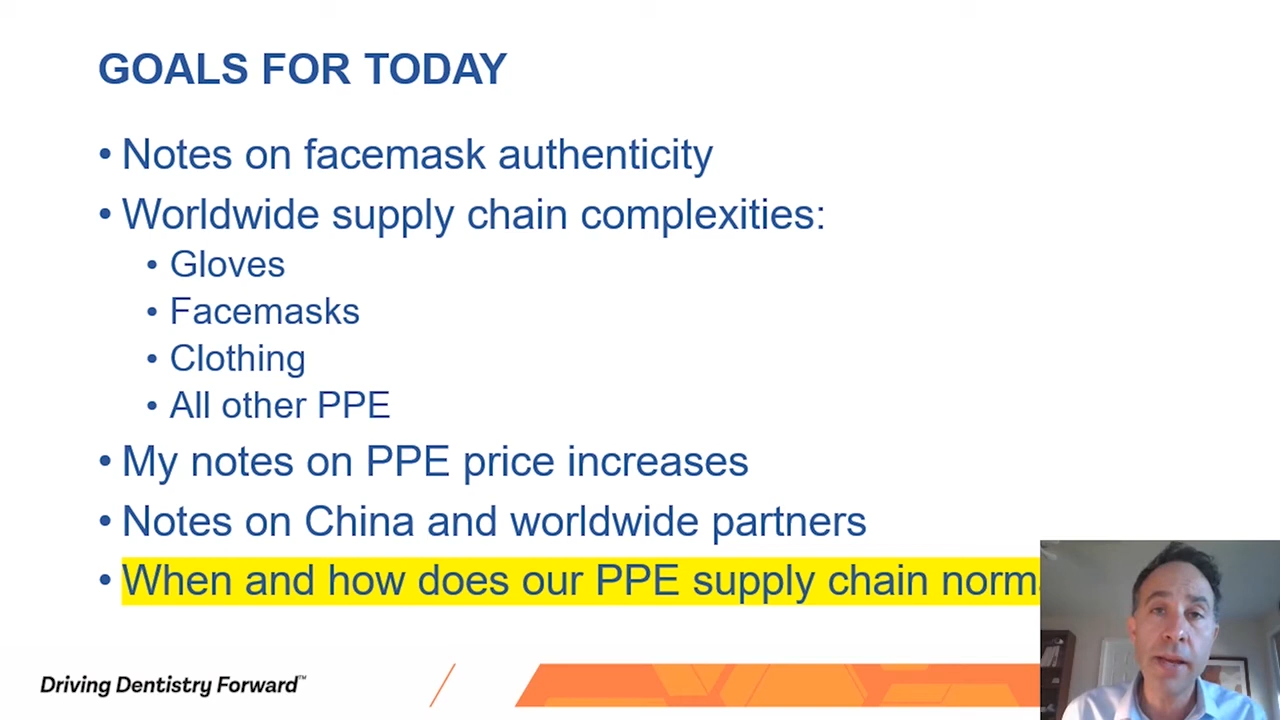 GOALS FOR TODAY
• Notes on facemask authenticity
• Worldwide supply chain complexities:
• Gloves
• Facemasks
• Clothing
• All other PPE
• My notes on PPE price increases
• Notes on China and worldwide partners
• When and how does our PPE supply chain
Driving Dentistry Forward™